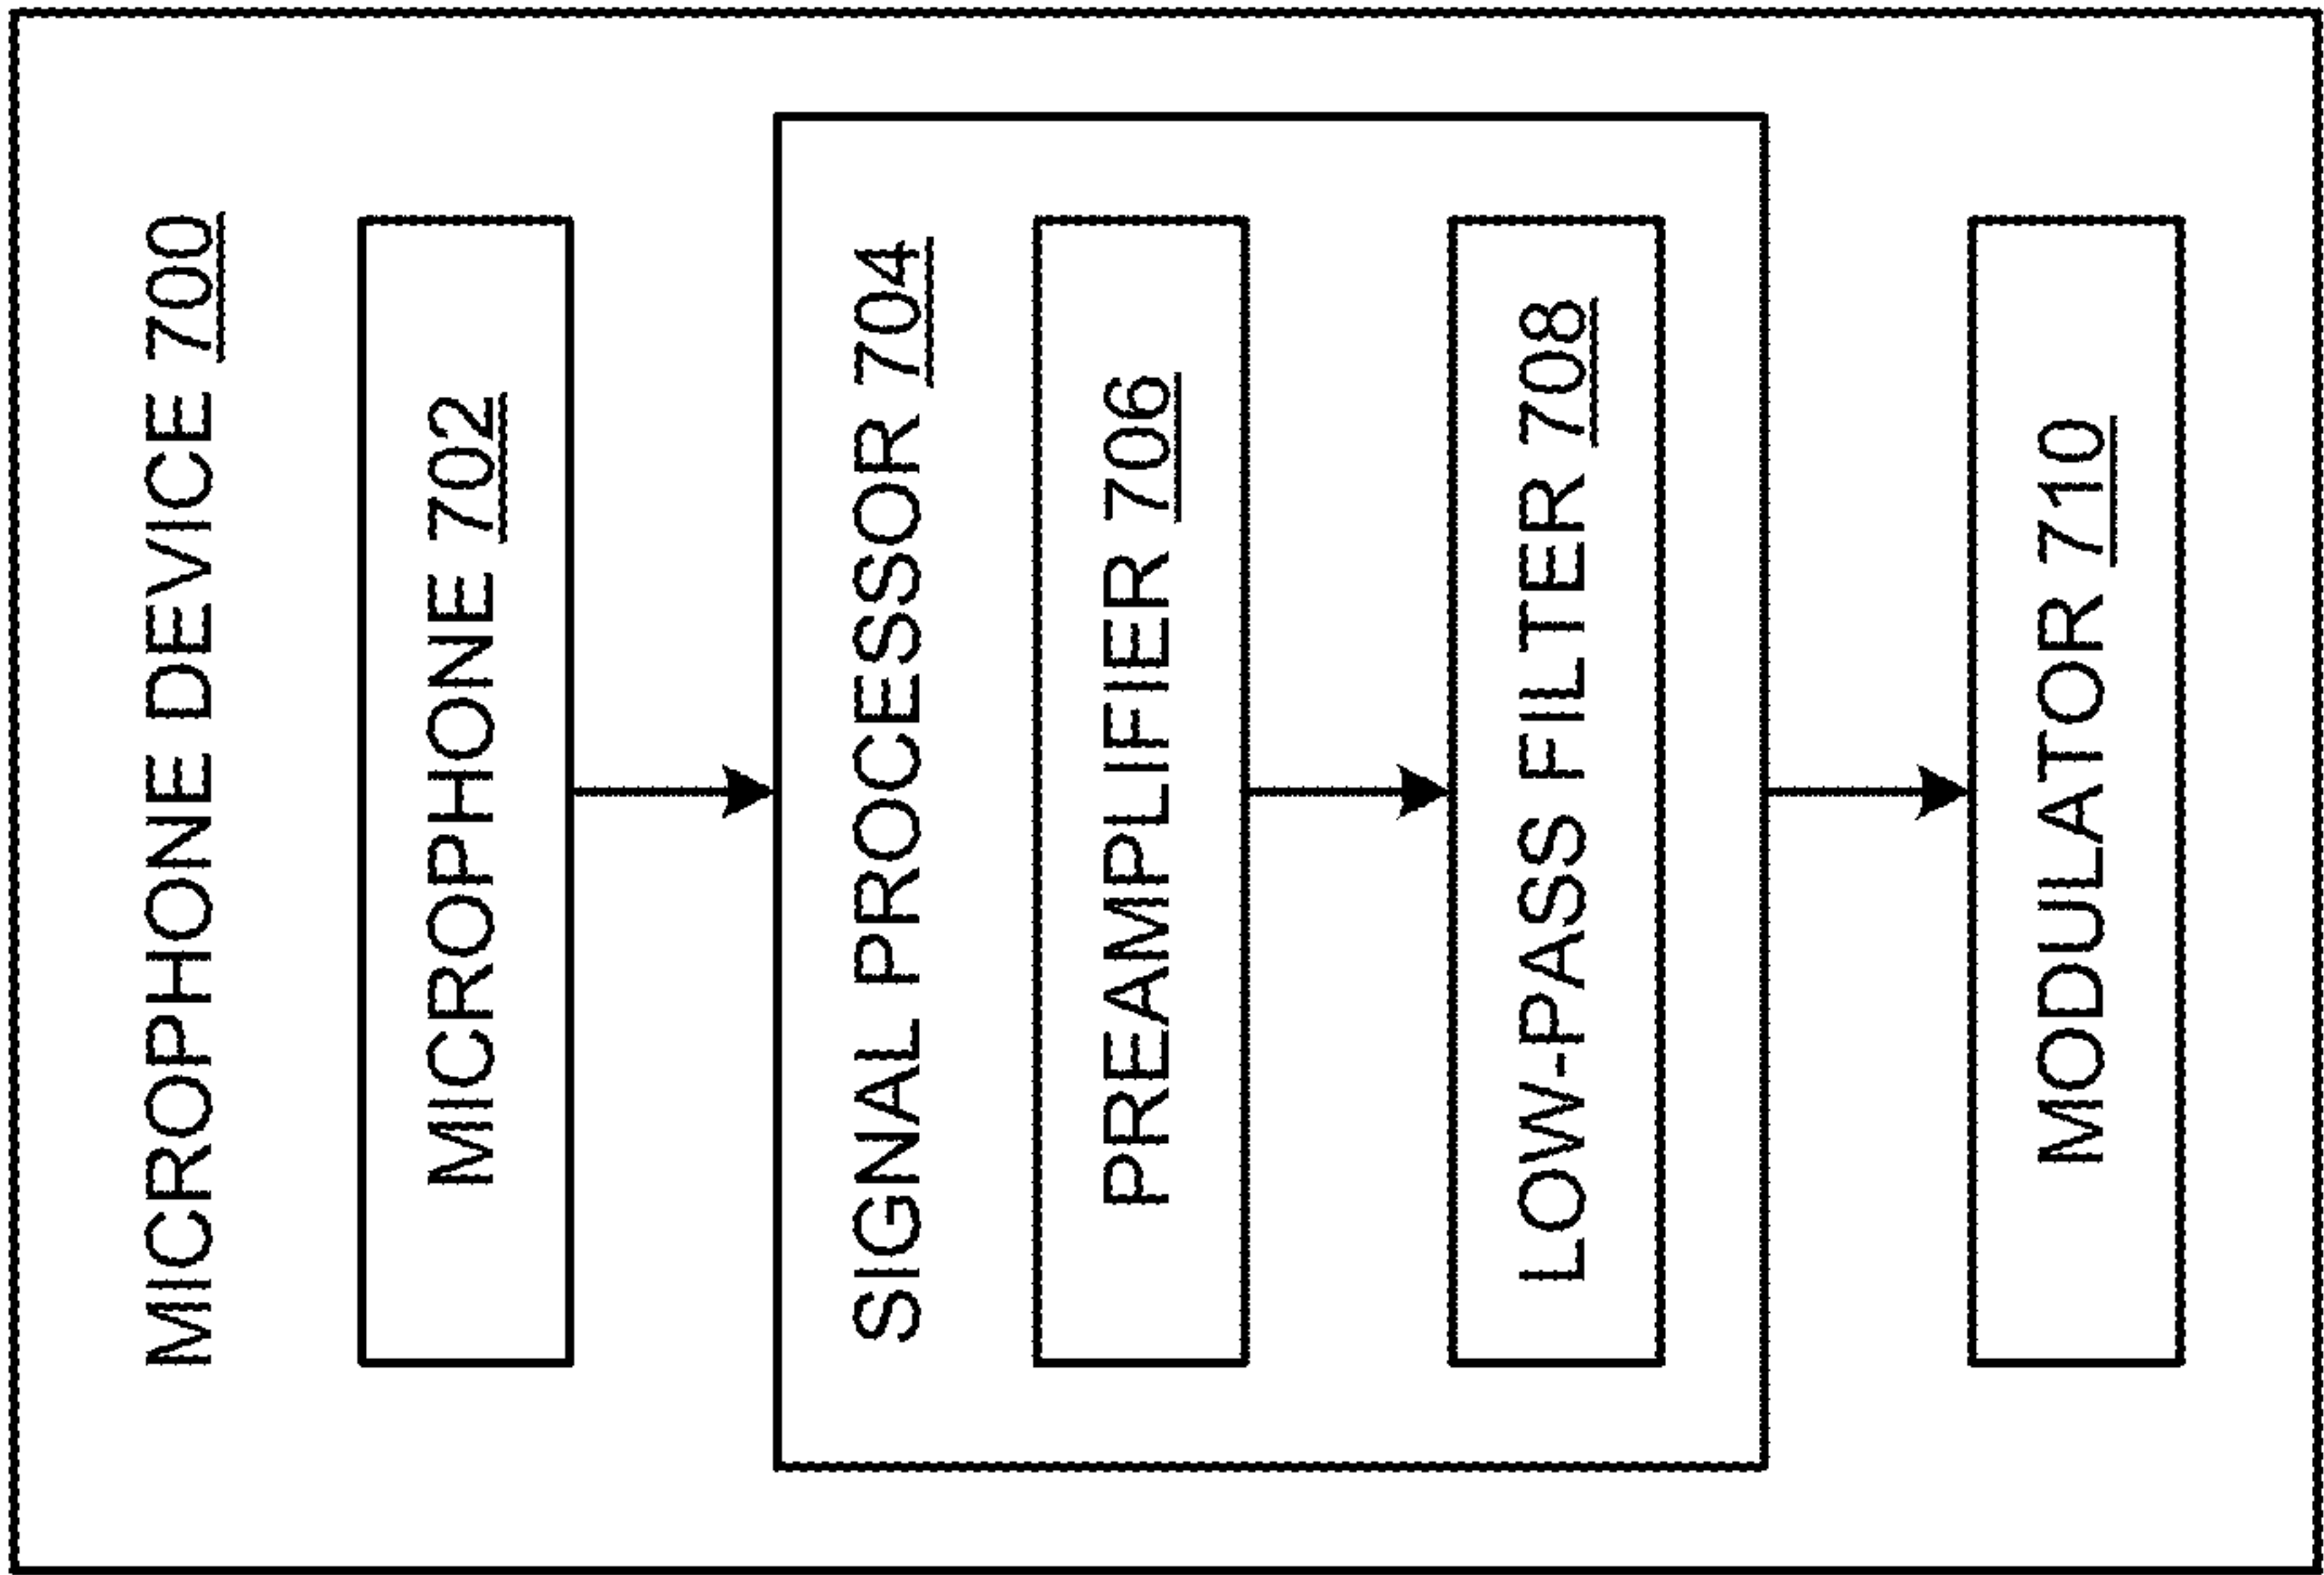 MICROPHONE DEVICE 700
MICROPHONE 702
SIGNAL PROCESSOR 704
PREAMPLIFIER 706
LOW-PASS FILTER 708
MODULATOR 710